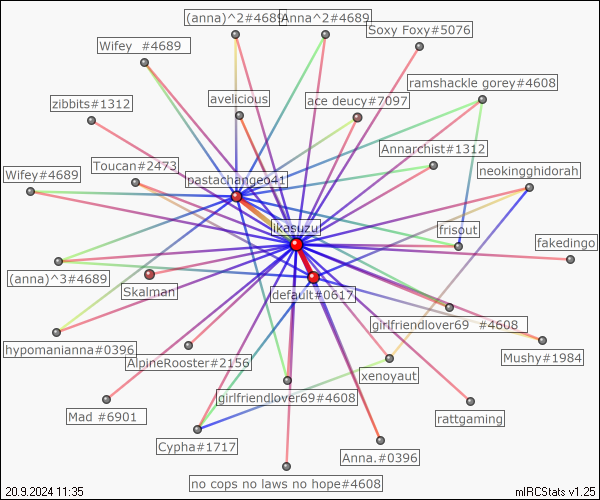 (anna)^2#4689
Anna^2#4689
Soxy Foxy#5076
Wifey  #4689
ramshackle gorey#4608
zibbits#1312
avelicious
ace deucy#7097
Annarchist#1312
Toucan#2473
neokingghidorah
Wifey#4689
pastachangeo41
ikasuzu
frisout
fakedingo
(anna)^3#4689
Skalman
default#0617
girlfriendlover69  #4608
hypomanianna#0396
AlpineRooster#2156
Mushy#1984
xenoyaut
girlfriendlover69#4608
Mad #6901
rattgaming
Cypha#1717
Anna.#0396
no cops no laws no hope#4608
20.9.2024 11:35
mIRCStats v1.25